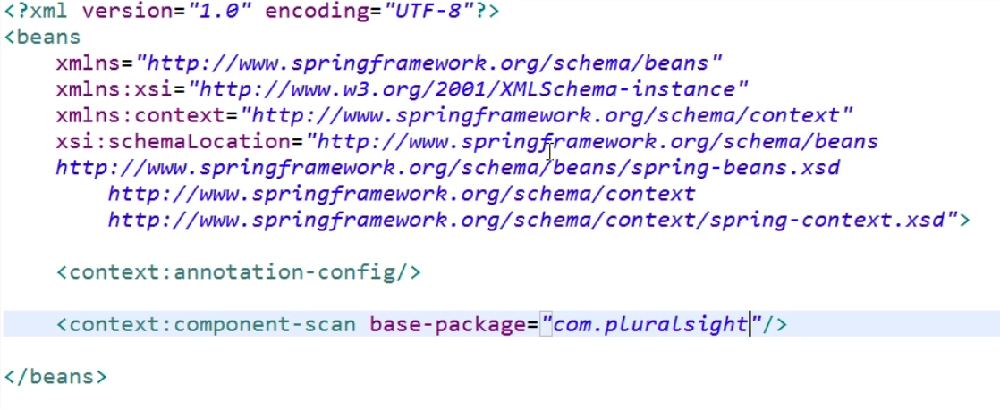 <?xml version="1.0" encoding="UTF-8"?>
<beans
xmlns="http://www.springframework.org/schema/beans"
xmlns:xsi="http://www.w3.org/2001/XMLSchema-instance"
xmlns:context="http://www.springframework.org/schema/context"
xsi:schemaLocation="http://www.springframework.org/schema/beans
http://www.springframework.org/schema/beans/spring-beans.xsd
http://www.springframework.org/schema/context
http://www.springframework.org/schema/context/spring-context.xsd">
<context:annotation-config/>
<context:component-scan base-package="com.pluralsight"/>
</beans>